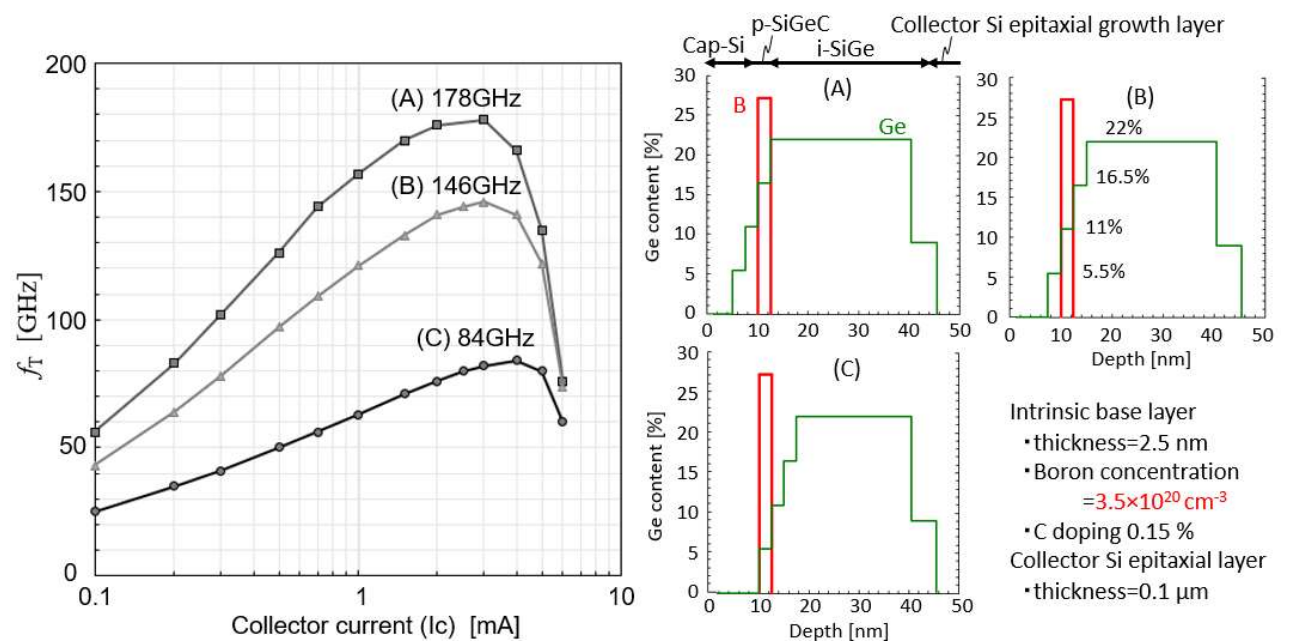 200
150
100
50
0
0.1
1
10
f_T [GHz]
Collector current (Ic) [mA]
(A) 178GHz
(B) 146GHz
(C) 84GHz
p-SiGeC
Collector Si epitaxial growth layer
Cap-Si
i-SiGe
30
25
20
15
10
5
0
Ge content [%]
(A)
B
Ge
0 10 20 30 40 50
30
25
20
15
10
5
0
(B)
22%
16.5%
11%
5.5%
0 10 20 30 40 50
Depth [nm]
30
25
20
15
10
5
0
Ge content [%]
(C)
0 10 20 30 40 50
Depth [nm]
Intrinsic base layer
・thickness=2.5 nm
・Boron concentration
=3.5×10²⁰ cm⁻³
・C doping 0.15 %
Collector Si epitaxial layer
・thickness=0.1 μm